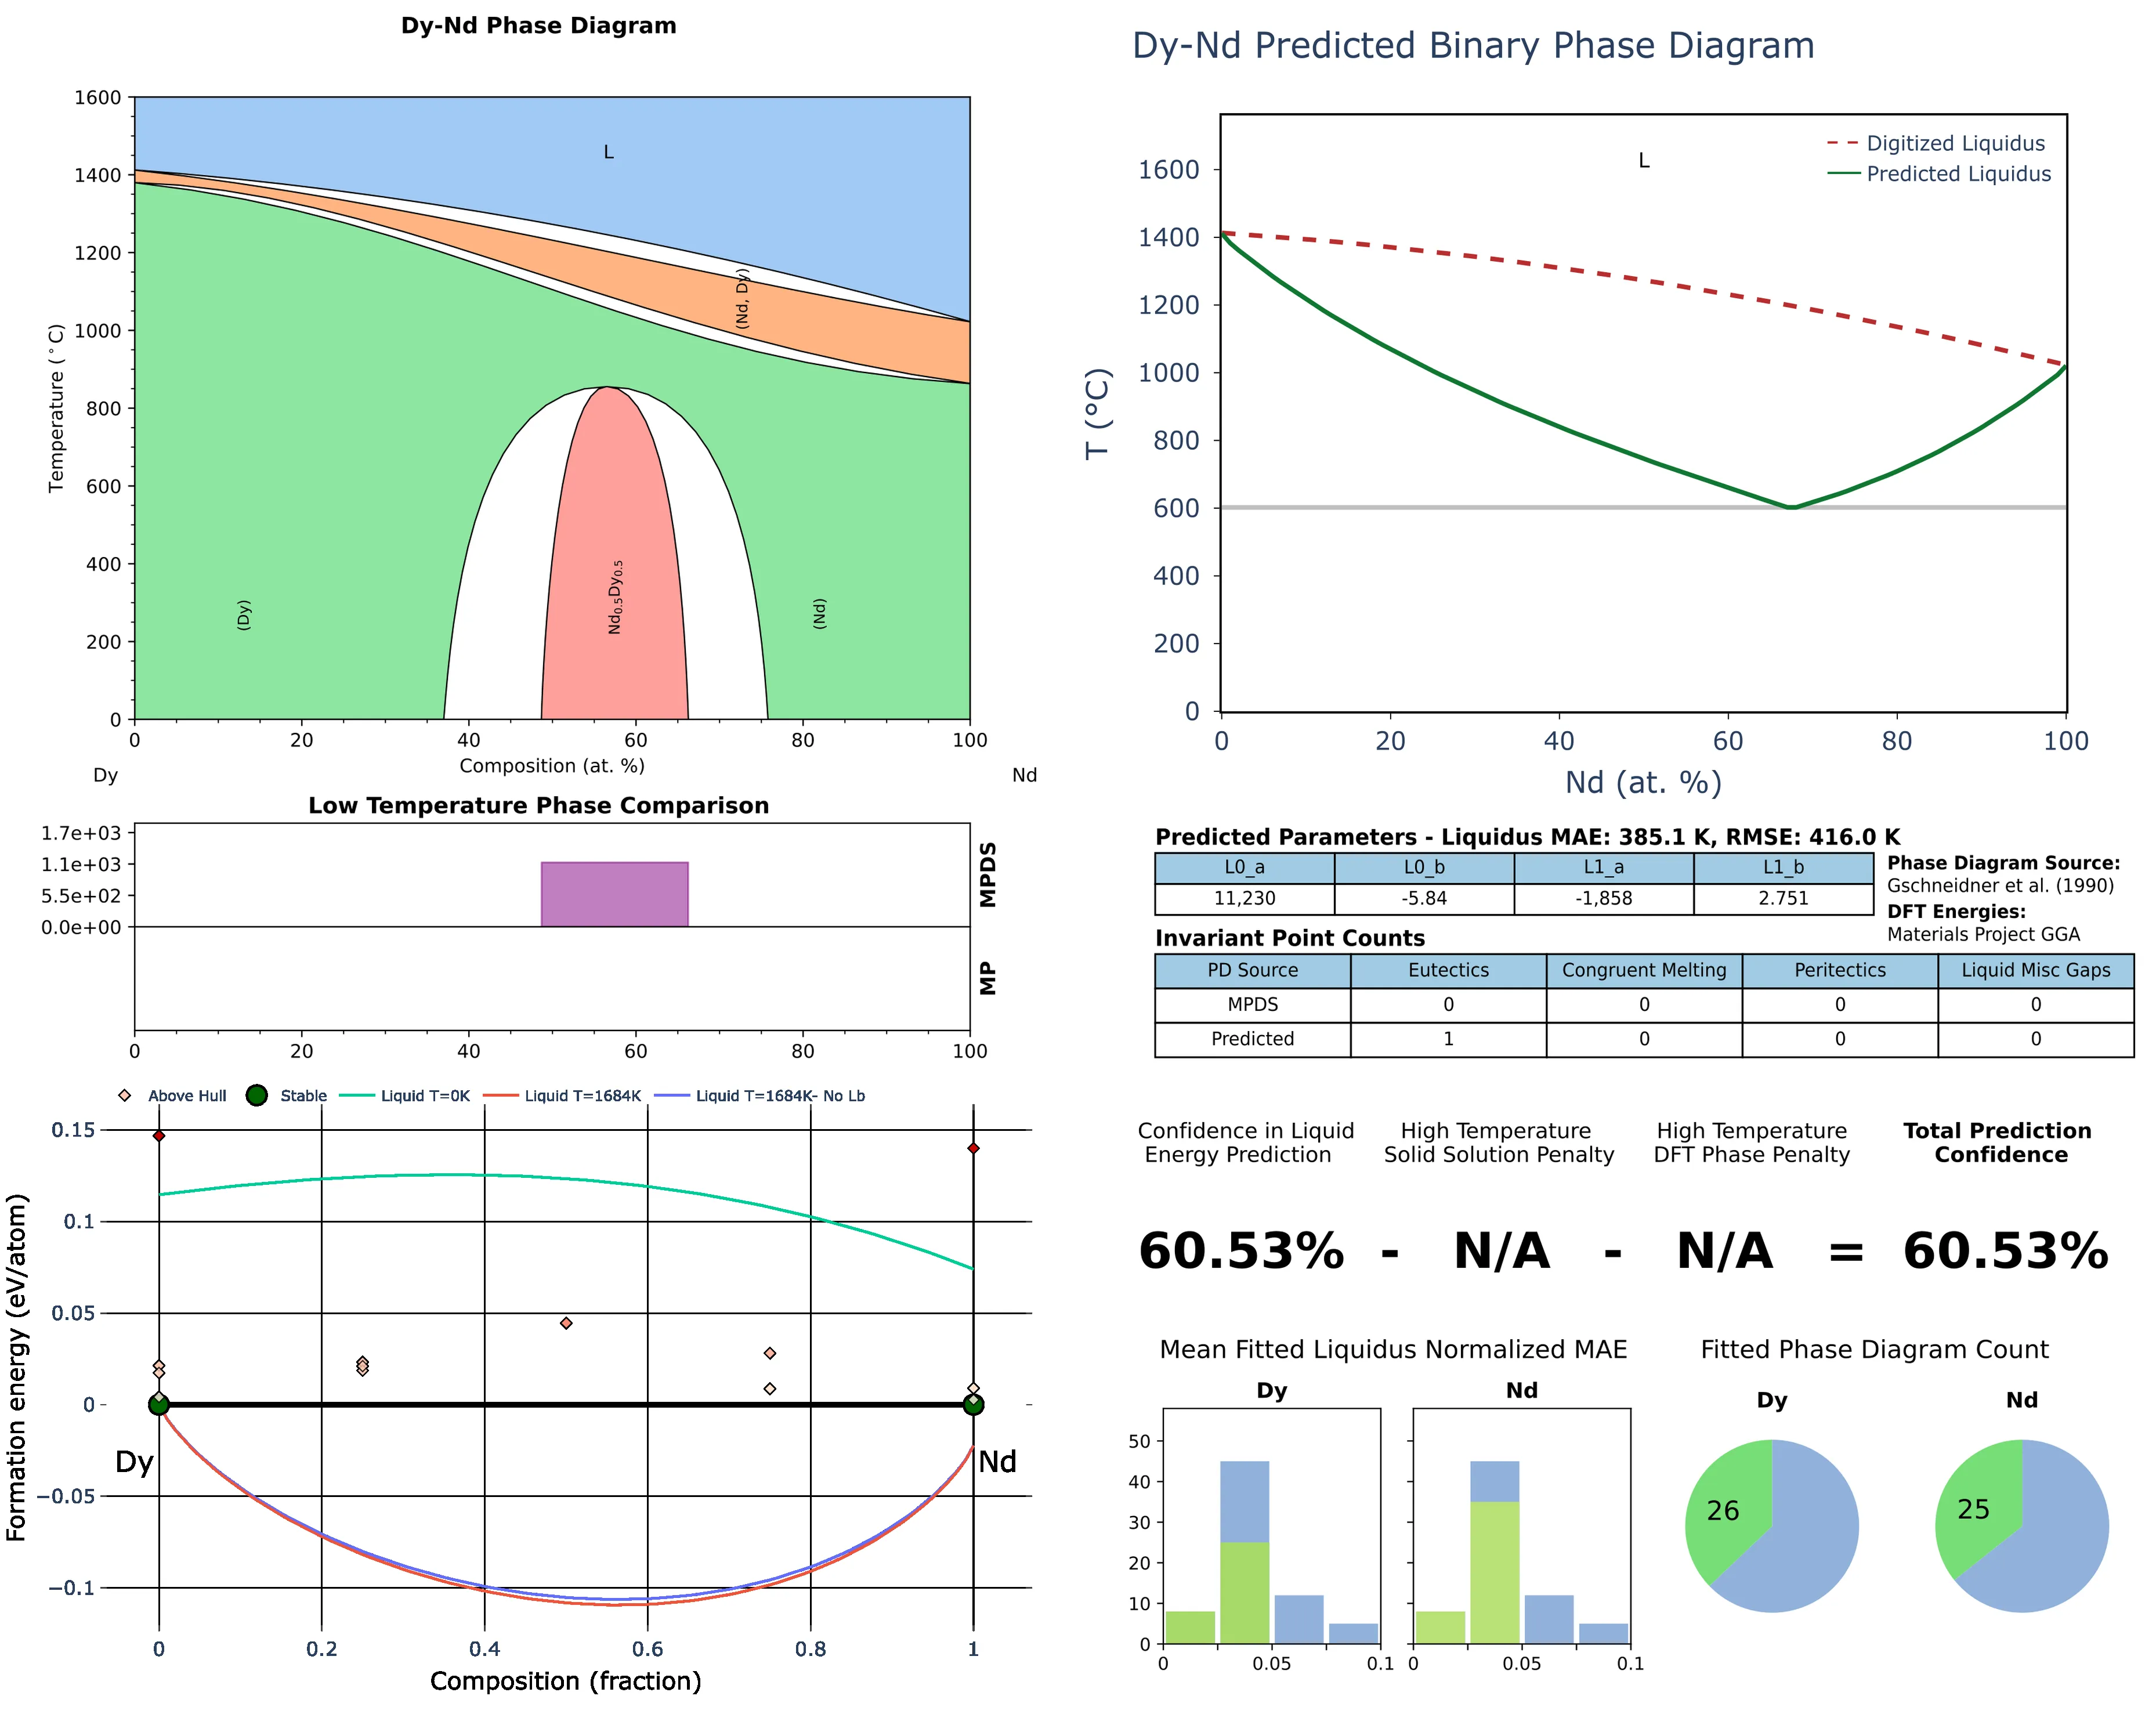 Dy-Nd Phase Diagram
1600
1400
1200
1000
800
600
400
200
0
Temperature (°C)
L
(Nd, Dy)
(Dy)
Nd0.5Dy0.5
(Nd)
0 20 40 60 80 100
Composition (at. %)
Dy Nd
Low Temperature Phase Comparison
1.7e+03
1.1e+03
5.5e+02
0.0e+00
MPDS
MP
0 20 40 60 80 100
Above Hull Stable Liquid T=0K Liquid T=1684K Liquid T=1684K- No Lb
0.15
0.1
0.05
0
−0.05
−0.1
Formation energy (eV/atom)
Dy Nd
0 0.2 0.4 0.6 0.8 1
Composition (fraction)
Dy-Nd Predicted Binary Phase Diagram
L
Digitized Liquidus
Predicted Liquidus
1600
1400
1200
1000
800
600
400
200
0
T (°C)
0 20 40 60 80 100
Nd (at. %)
Predicted Parameters - Liquidus MAE: 385.1 K, RMSE: 416.0 K
L0_a L0_b L1_a L1_b
11,230 -5.84 -1,858 2.751
Phase Diagram Source:
Gschneidner et al. (1990)
DFT Energies:
Materials Project GGA
Invariant Point Counts
PD Source Eutectics Congruent Melting Peritectics Liquid Misc Gaps
MPDS 0 0 0 0
Predicted 1 0 0 0
Confidence in Liquid
Energy Prediction
High Temperature
Solid Solution Penalty
High Temperature
DFT Phase Penalty
Total Prediction
Confidence
60.53% - N/A - N/A = 60.53%
Mean Fitted Liquidus Normalized MAE
Dy Nd
50
40
30
20
10
0
0 0.05 0.1 0 0.05 0.1
Fitted Phase Diagram Count
Dy Nd
26 25